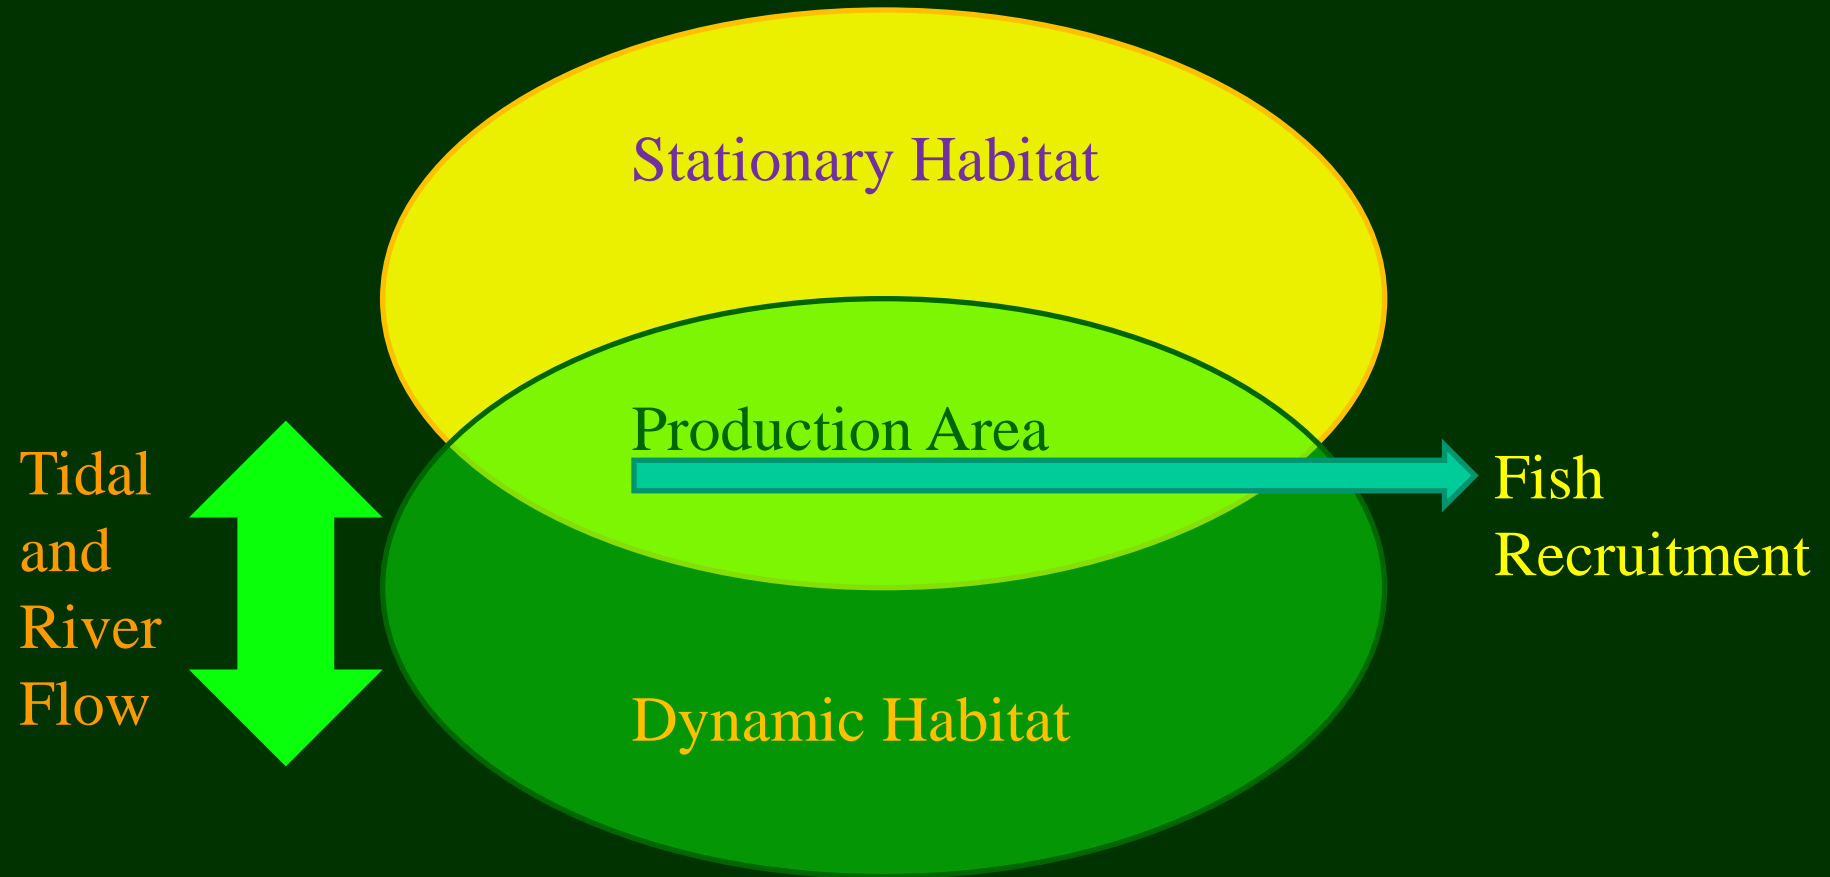 Stationary Habitat
Production Area
Tidal
and
River
Flow
Fish
Recruitment
Dynamic Habitat